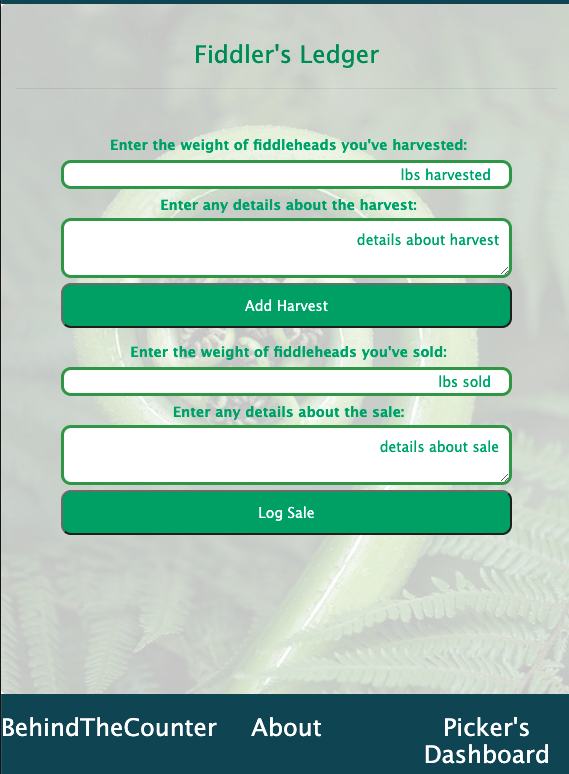 Fiddler's Ledger
Enter the weight of fiddleheads you've harvested:
lbs harvested
Enter any details about the harvest:
details about harvest
Add Harvest
Enter the weight of fiddleheads you've sold:
lbs sold
Enter any details about the sale:
details about sale
Log Sale
BehindTheCounter
About
Picker's
Dashboard